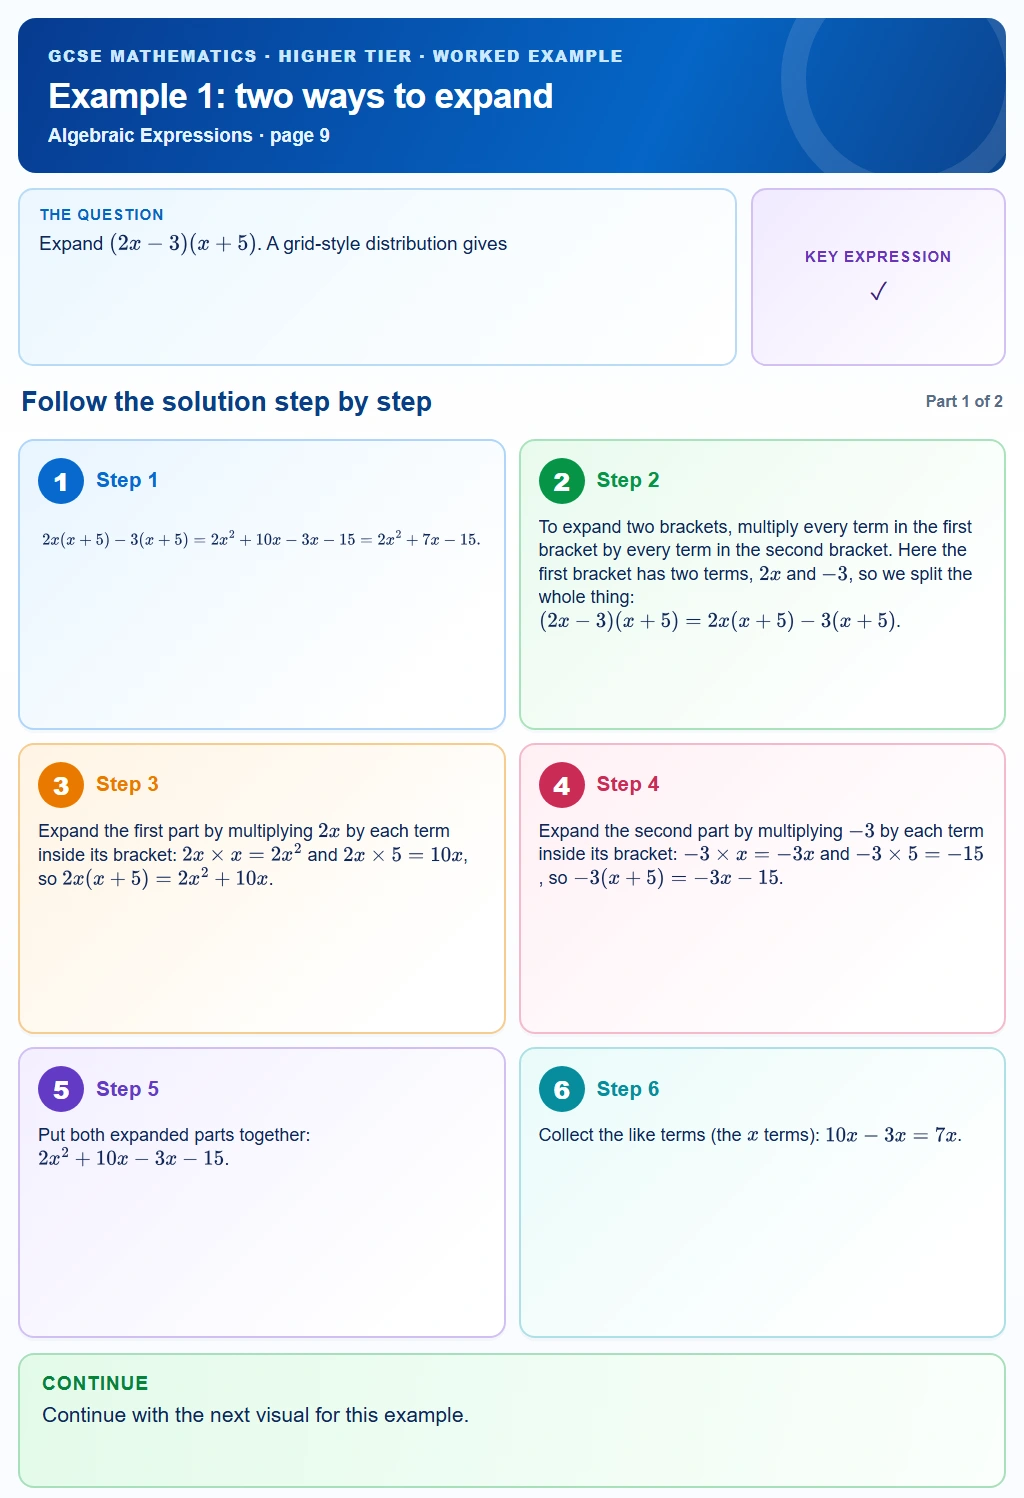 GCSE MATHEMATICS · HIGHER TIER · WORKED EXAMPLE
Example 1: two ways to expand
Algebraic Expressions · page 9
THE QUESTION
Expand (2x − 3)(x + 5). A grid-style distribution gives
KEY EXPRESSION
✓
Follow the solution step by step
Part 1 of 2
1 Step 1
2x(x + 5) − 3(x + 5) = 2x² + 10x − 3x − 15 = 2x² + 7x − 15.
2 Step 2
To expand two brackets, multiply every term in the first
bracket by every term in the second bracket. Here the
first bracket has two terms, 2x and −3, so we split the
whole thing:
(2x − 3)(x + 5) = 2x(x + 5) − 3(x + 5).
3 Step 3
Expand the first part by multiplying 2x by each term
inside its bracket: 2x × x = 2x² and 2x × 5 = 10x,
so 2x(x + 5) = 2x² + 10x.
4 Step 4
Expand the second part by multiplying −3 by each term
inside its bracket: −3 × x = −3x and −3 × 5 = −15
, so −3(x + 5) = −3x − 15.
5 Step 5
Put both expanded parts together:
2x² + 10x − 3x − 15.
6 Step 6
Collect the like terms (the x terms): 10x − 3x = 7x.
CONTINUE
Continue with the next visual for this example.